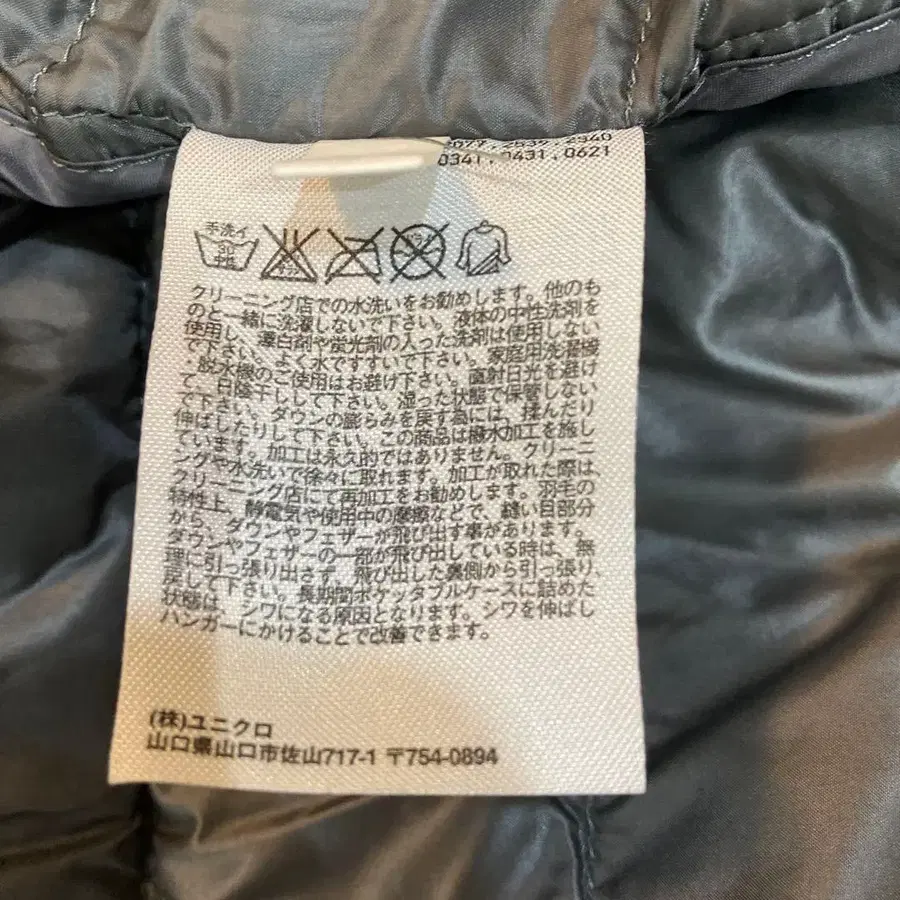 0341,0431,0621
手洗イ
30
中性
クリーニング店での水洗いをお勧めします。他のも
のと一緒に洗濯しないで下さい。液体の中性洗剤を
使用し、漂白剤や蛍光剤の入った洗剤は使用しない
で下さい。よく水ですすいで下さい。家庭用洗濯機
・脱水機のご使用はお避け下さい。直射日光を避け
て、日陰干しして下さい。湿った状態で保管しない
で下さい。ダウンの膨らみを戻す為には、揉んだり
伸ばしたりして下さい。この商品は撥水加工を施し
ています。加工は永久的ではありません。クリーニ
ングや水洗いで徐々に取れます。加工が取れた際は
クリーニング店にて再加工をお勧めします。羽毛の
特性上、静電気や使用中の摩擦などで、縫い目部分
から、ダウンやフェザーが飛び出す事があります。
ダウンやフェザーの一部が飛び出している時は、無
理に引っ張り出さず、飛び出した裏側から引っ張り
戻して下さい。長期間ポケッタブルケースに詰めた
状態は、シワになる原因となります。シワを伸ばし
ハンガーにかけることで改善できます。
(株)ユニクロ
山口県山口市佐山717-1 〒754-0894